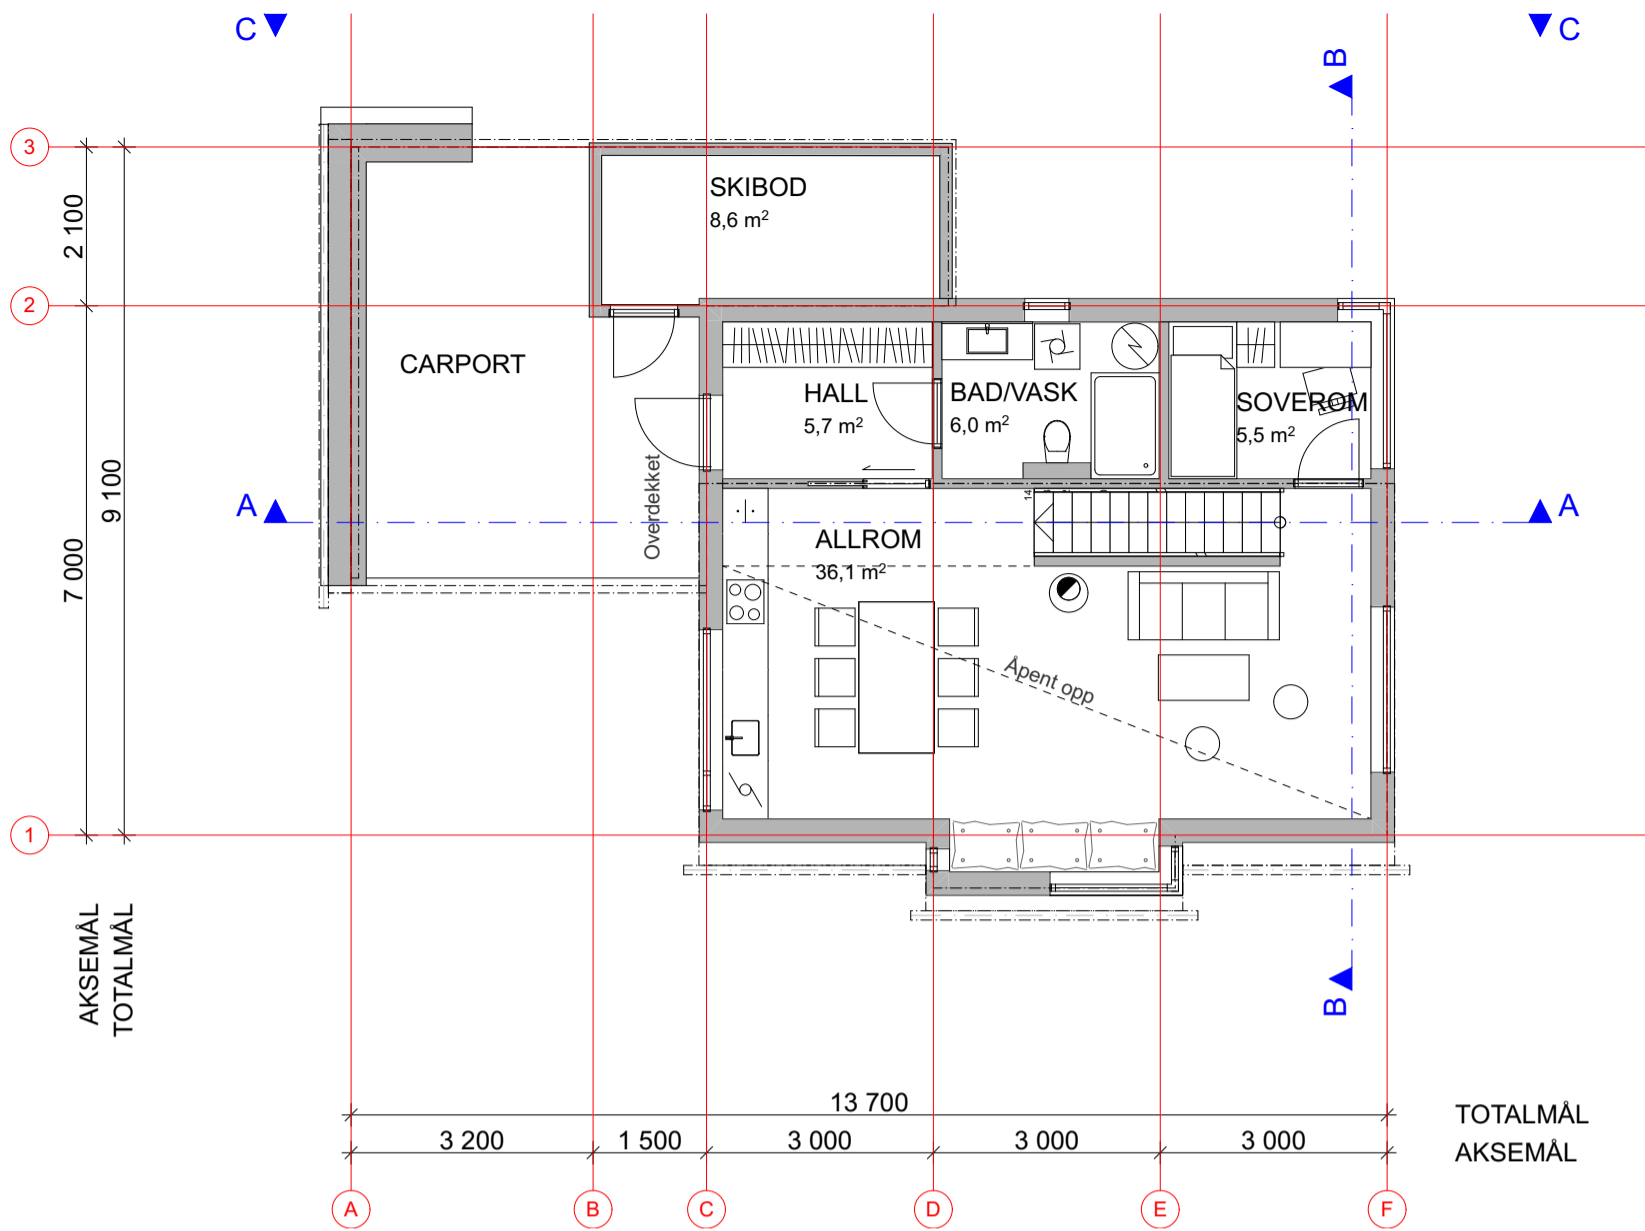 C
C
B
3
2
1
2 100
9 100
7 000
SKIBOD
8,6 m²
CARPORT
HALL
5,7 m²
BAD/VASK
6,0 m²
SOVEROM
5,5 m²
Overdekket
A
A
14
ALLROM
36,1 m²
Åpent opp
AKSEMÅL
TOTALMÅL
B
13 700
TOTALMÅL
3 200
1 500
3 000
3 000
3 000
AKSEMÅL
A
B
C
D
E
F